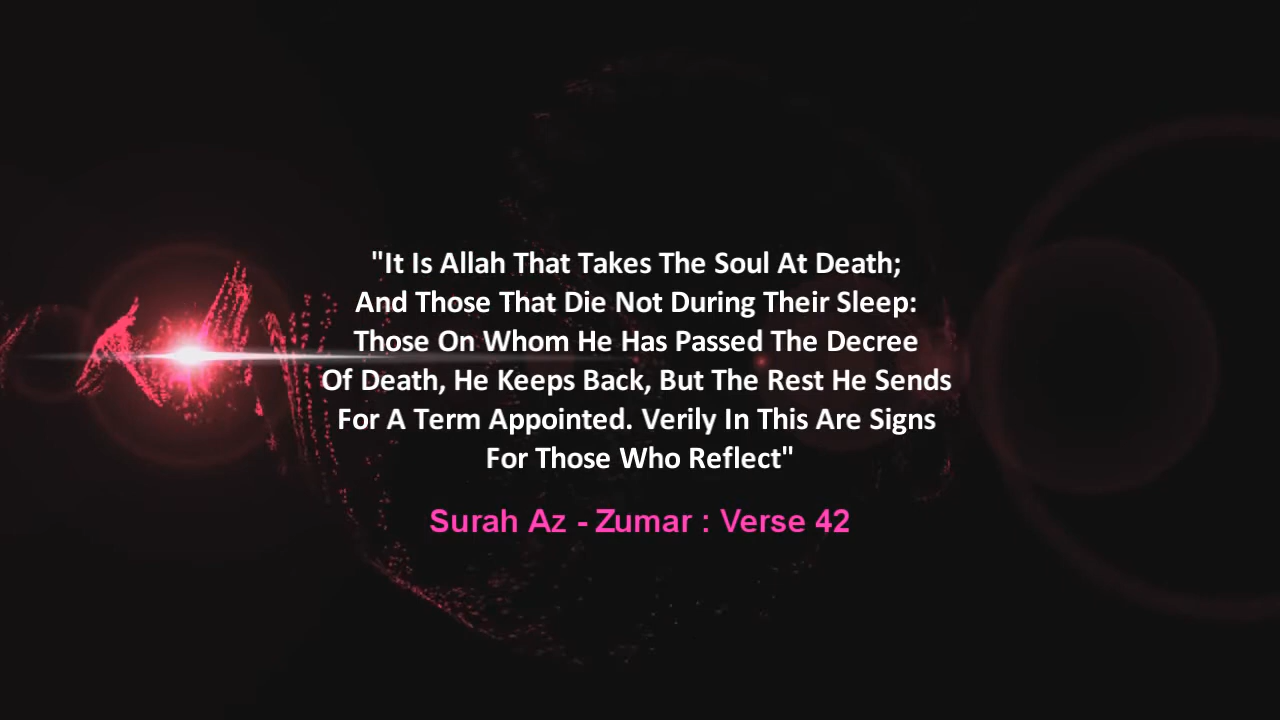 "It Is Allah That Takes The Soul At Death;
And Those That Die Not During Their Sleep:
Those On Whom He Has Passed The Decree
Of Death, He Keeps Back, But The Rest He Sends
For A Term Appointed. Verily In This Are Signs
For Those Who Reflect"
Surah Az - Zumar : Verse 42